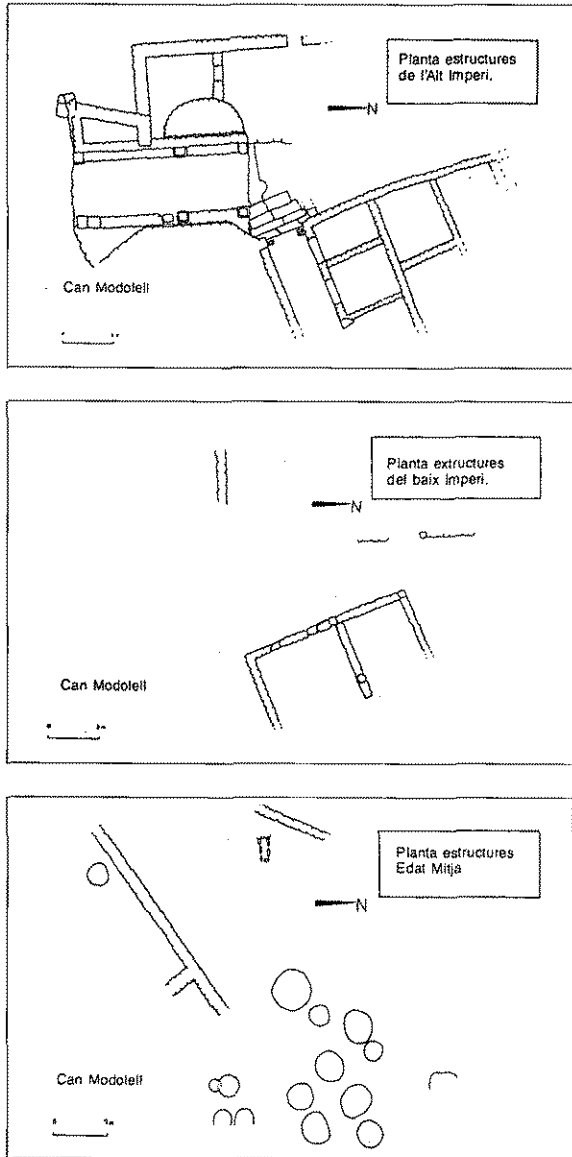 Planta estructures
de l'Alt Imperi.
N
Can Modolell
Planta extructures
del baix Imperi.
N
Can Modolell
Planta estructures
Edat Mitja
N
Can Modolell